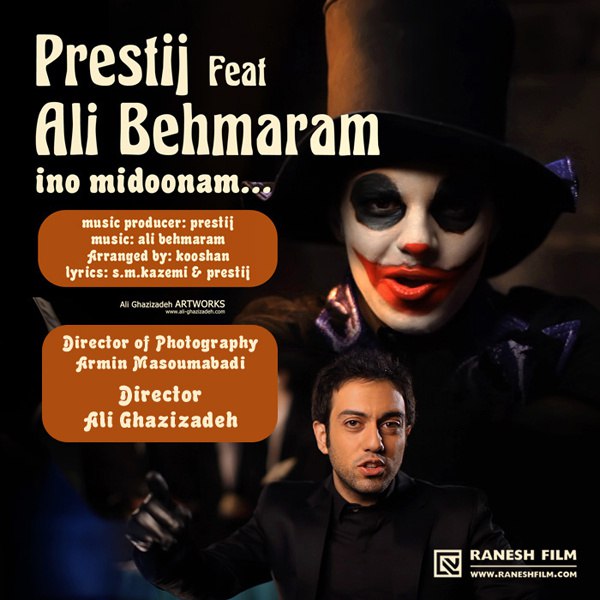 Prestij Feat
Ali Behmaram
ino midoonam...
music producer: prestij
music: ali behmaram
Arranged by: kooshan
lyrics: s.m.kazemi & prestij
Ali Ghazizadeh ARTWORKS
www.ali-ghazizadeh.com
Director of Photography
Armin Masoumabadi
Director
Ali Ghazizadeh
RANESH FILM
WWW.RANESHFILM.COM